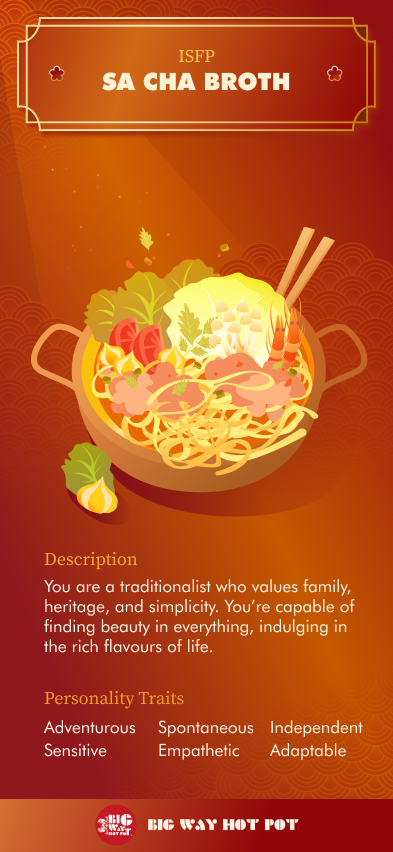 ISFP
SA CHA BROTH
Description
You are a traditionalist who values family,
heritage, and simplicity. You’re capable of
finding beauty in everything, indulging in
the rich flavours of life.
Personality Traits
Adventurous Spontaneous Independent
Sensitive Empathetic Adaptable
BIG
WAY
HOT POT
BIG WAY HOT POT